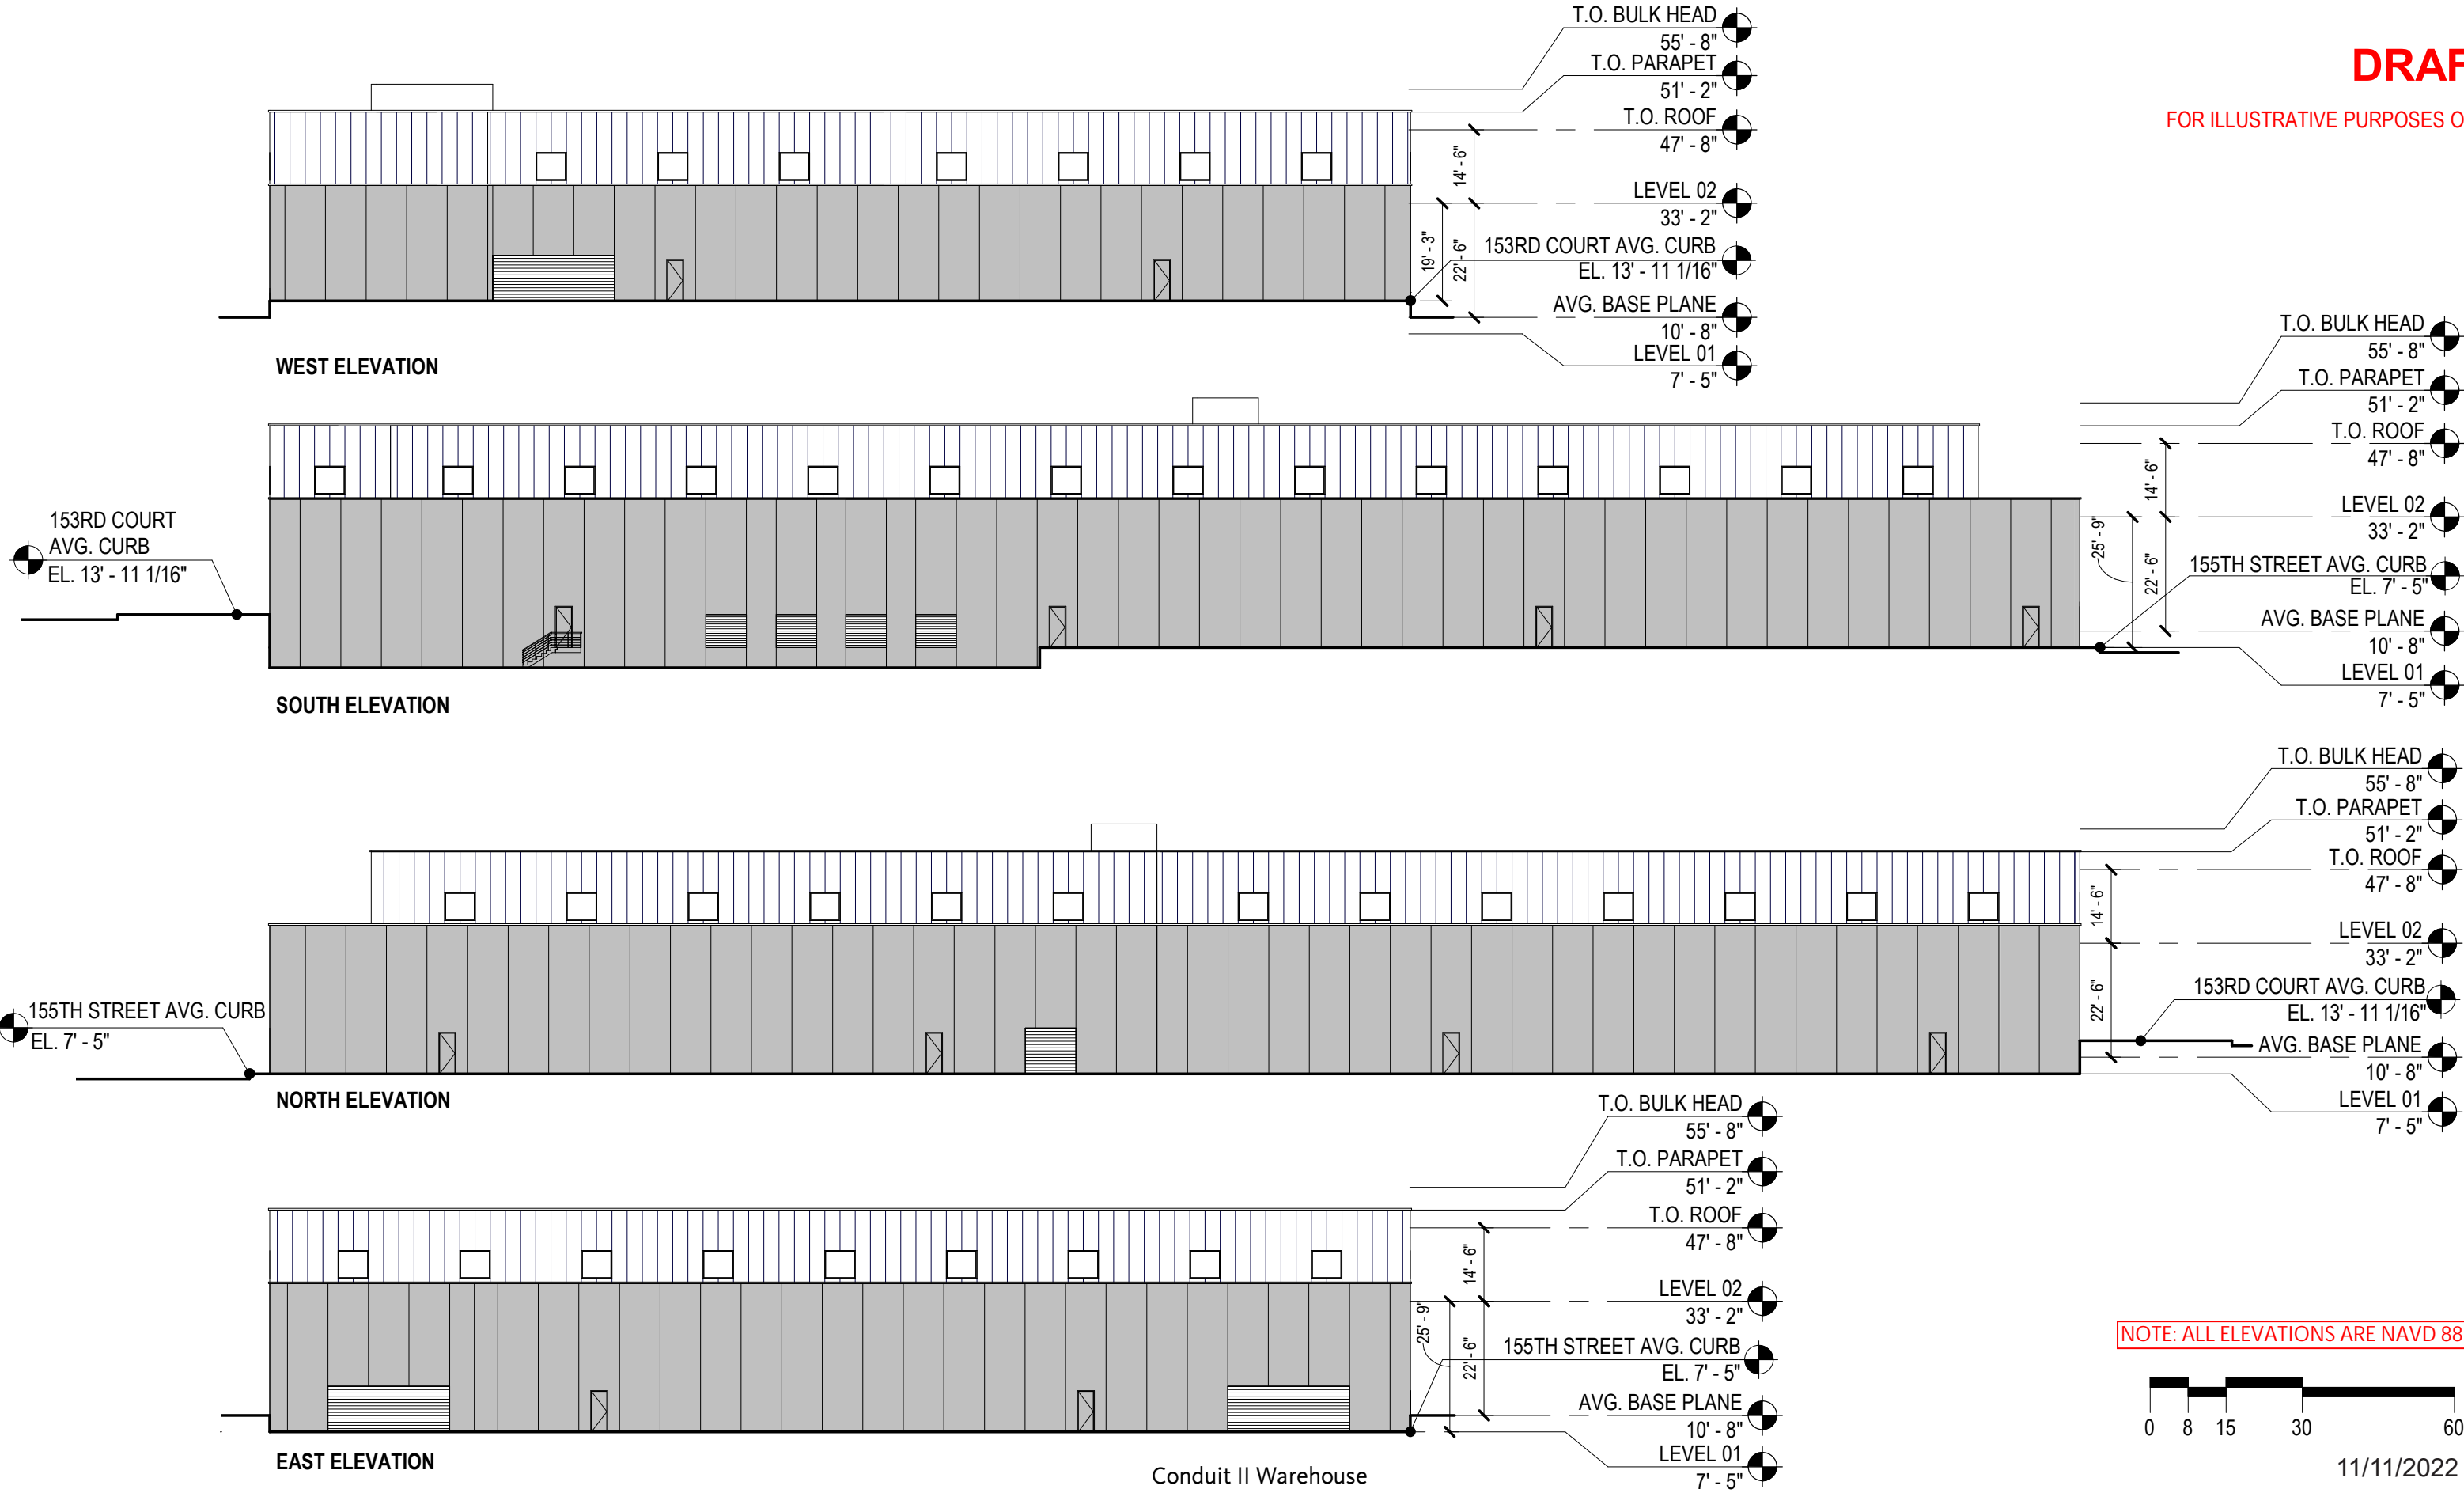 DRAF
FOR ILLUSTRATIVE PURPOSES O
T.O. BULK HEAD
55' - 8"
T.O. PARAPET
51' - 2"
T.O. ROOF
47' - 8"
14' - 6"
LEVEL 02
33' - 2"
19' - 3"
22' - 6"
153RD COURT AVG. CURB
EL. 13' - 11 1/16"
AVG. BASE PLANE
10' - 8"
LEVEL 01
7' - 5"
WEST ELEVATION
T.O. BULK HEAD
55' - 8"
T.O. PARAPET
51' - 2"
T.O. ROOF
47' - 8"
14' - 6"
153RD COURT
AVG. CURB
EL. 13' - 11 1/16"
LEVEL 02
33' - 2"
25' - 9"
22' - 6"
155TH STREET AVG. CURB
EL. 7' - 5"
AVG. BASE PLANE
10' - 8"
LEVEL 01
7' - 5"
SOUTH ELEVATION
T.O. BULK HEAD
55' - 8"
T.O. PARAPET
51' - 2"
T.O. ROOF
47' - 8"
14' - 6"
LEVEL 02
33' - 2"
22' - 6"
155TH STREET AVG. CURB
EL. 7' - 5"
153RD COURT AVG. CURB
EL. 13' - 11 1/16"
AVG. BASE PLANE
10' - 8"
LEVEL 01
7' - 5"
NORTH ELEVATION
T.O. BULK HEAD
55' - 8"
T.O. PARAPET
51' - 2"
T.O. ROOF
47' - 8"
14' - 6"
LEVEL 02
33' - 2"
25' - 9"
22' - 6"
155TH STREET AVG. CURB
EL. 7' - 5"
AVG. BASE PLANE
10' - 8"
LEVEL 01
7' - 5"
EAST ELEVATION
NOTE: ALL ELEVATIONS ARE NAVD 88
0 8 15 30 60
Conduit II Warehouse
11/11/2022